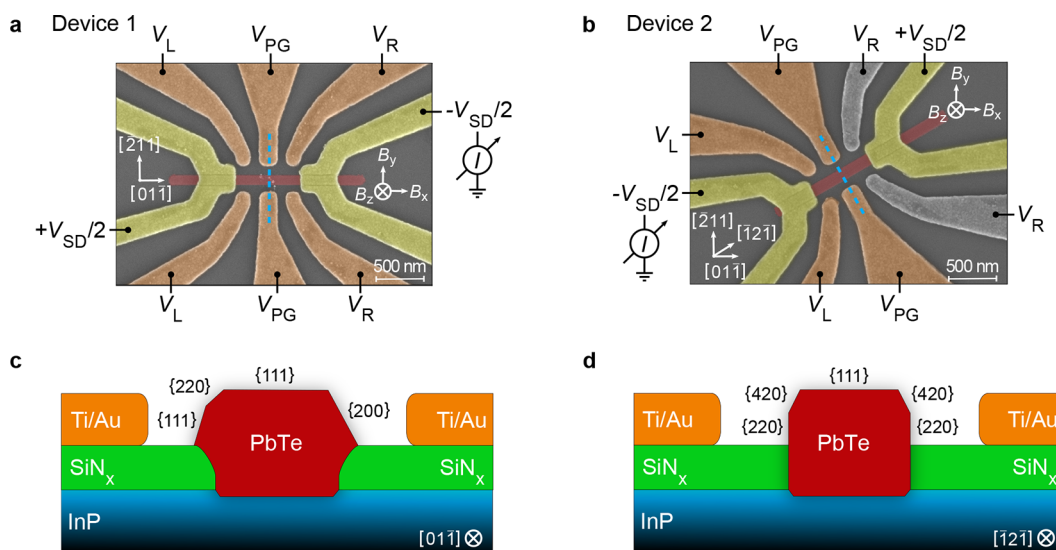 a Device 1
V_L V_PG V_R
-V_SD/2
I
[2̄11]
[011̄]
B_y
B_z B_x
+V_SD/2
500 nm
V_L V_PG V_R
b Device 2
V_PG V_R +V_SD/2
B_y
B_z B_x
V_L
-V_SD/2
I
[2̄11]
[1̄21̄]
[011̄]
V_R
500 nm
V_L V_PG
c
{111}
{220}
{111} {200}
Ti/Au PbTe Ti/Au
SiN_x SiN_x
InP [011̄]
d
{111}
{420} {420}
{220} {220}
Ti/Au PbTe Ti/Au
SiN_x SiN_x
InP [1̄21̄]